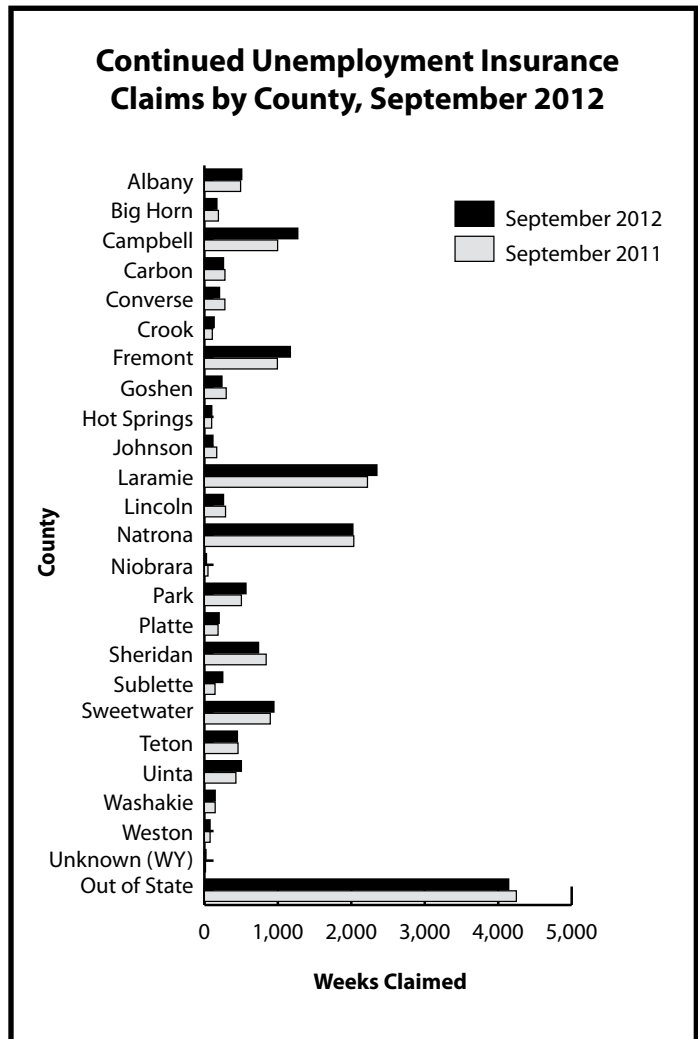 Continued Unemployment Insurance
Claims by County, September 2012
September 2012
September 2011
County
Albany
Big Horn
Campbell
Carbon
Converse
Crook
Fremont
Goshen
Hot Springs
Johnson
Laramie
Lincoln
Natrona
Niobrara
Park
Platte
Sheridan
Sublette
Sweetwater
Teton
Uinta
Washakie
Weston
Unknown (WY)
Out of State
0 1,000 2,000 3,000 4,000 5,000
Weeks Claimed